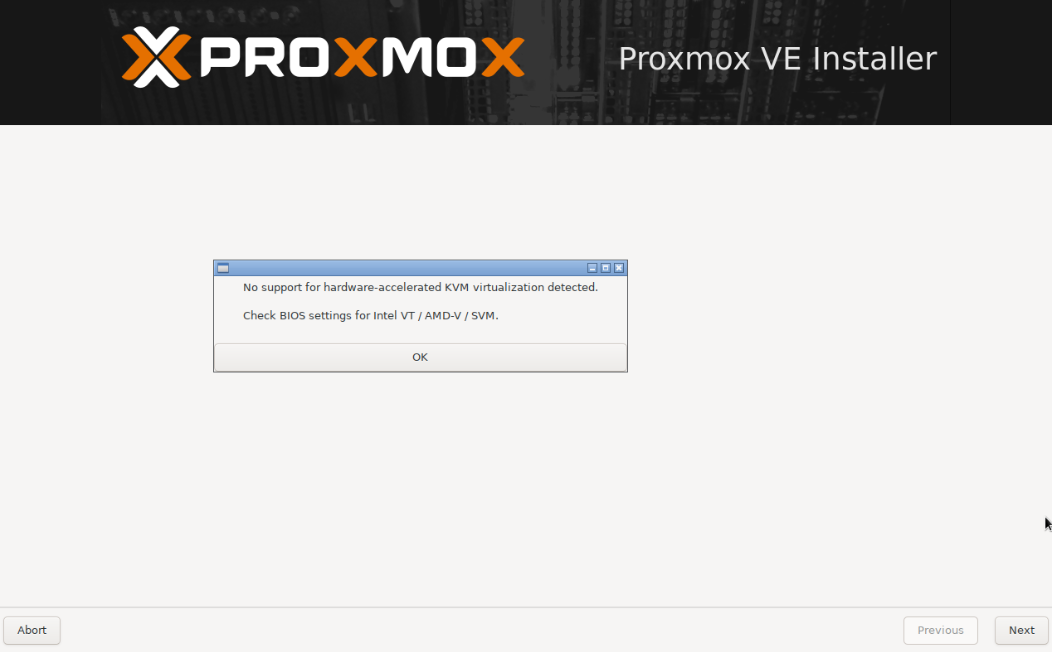 PROXMOX
Proxmox VE Installer
LL
No support for hardware-accelerated KVM virtualization detected.
Check BIOS settings for Intel VT / AMD-V / SVM.
OK
Abort
Previous
Next